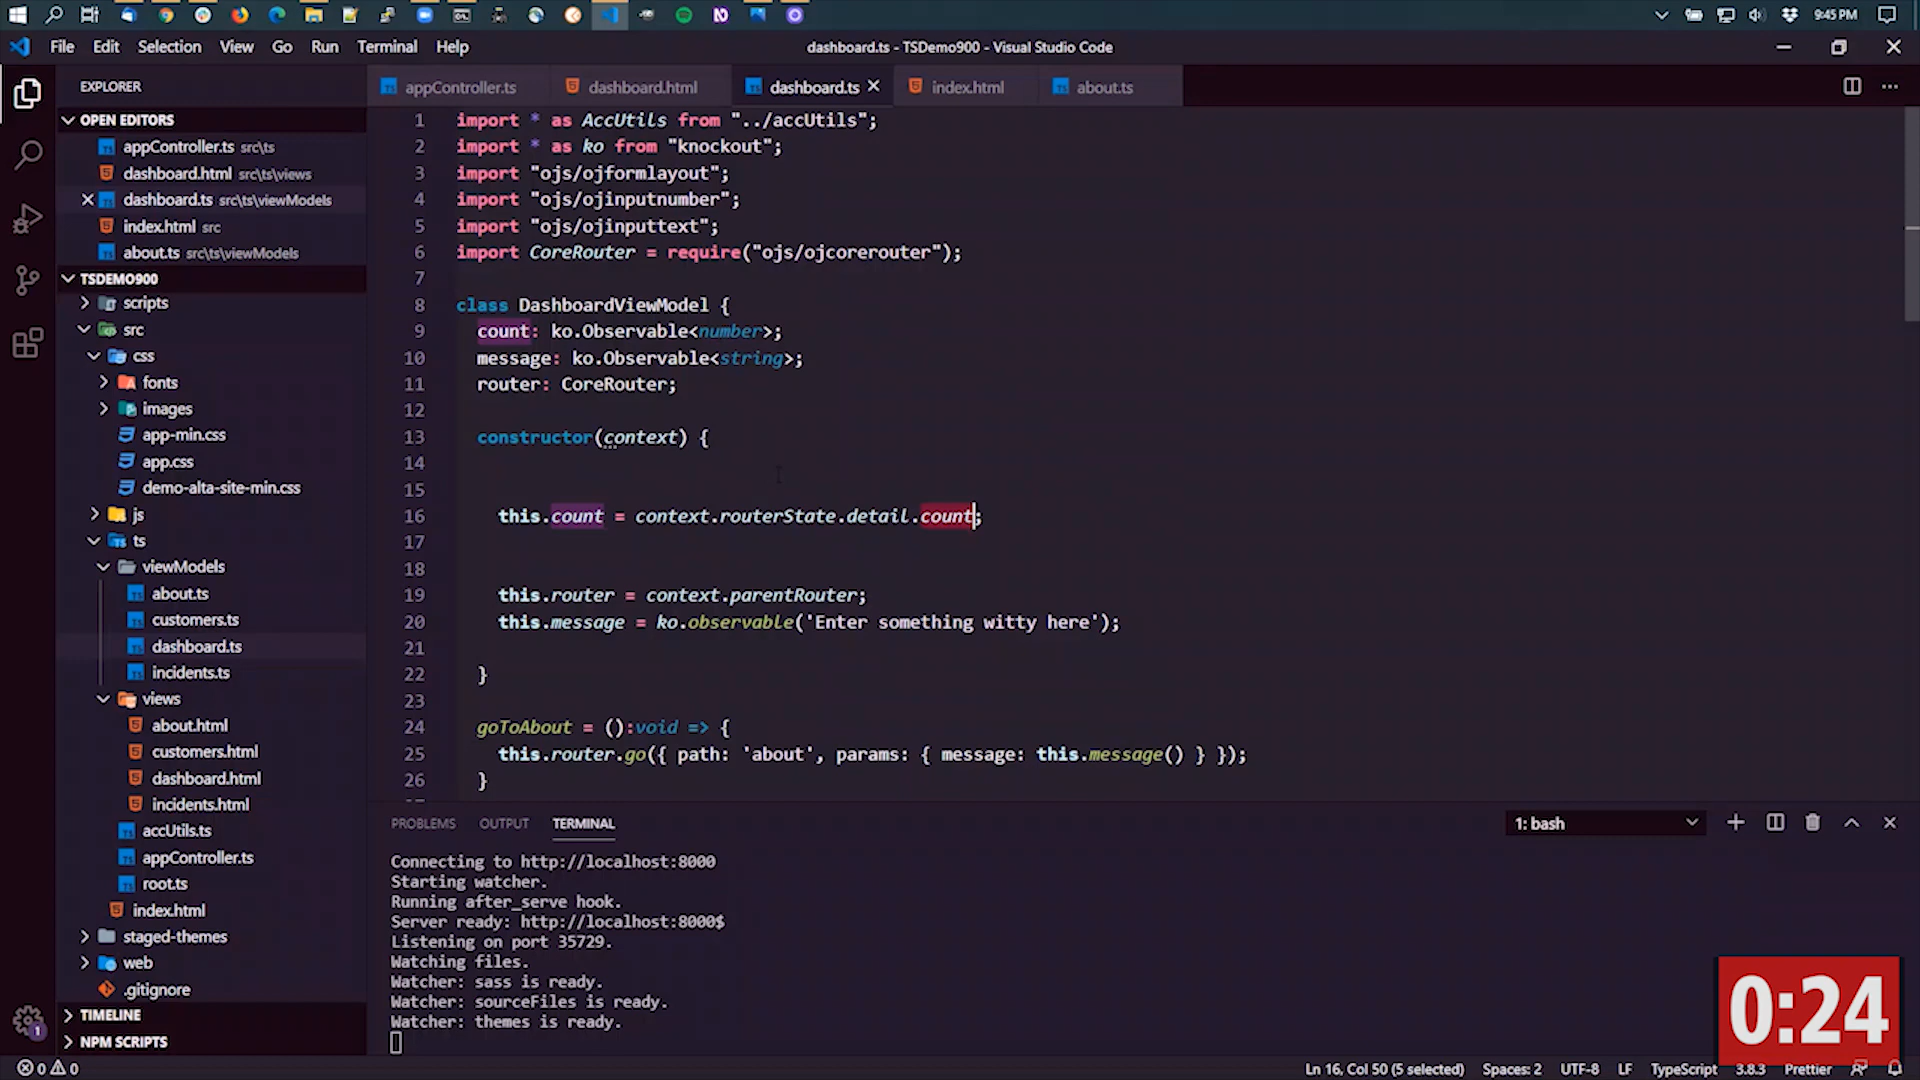 9:45 PM
File Edit Selection View Go Run Terminal Help
dashboard.ts - TSDemo900 - Visual Studio Code
EXPLORER
appController.ts dashboard.html dashboard.ts index.html about.ts
OPEN EDITORS
appController.ts src\ts
dashboard.html src\ts\views
dashboard.ts src\ts\viewModels
index.html src
about.ts src\ts\viewModels
TSDEMO900
scripts
src
css
fonts
images
app-min.css
app.css
demo-alta-site-min.css
js
ts
viewModels
about.ts
customers.ts
dashboard.ts
incidents.ts
views
about.html
customers.html
dashboard.html
incidents.html
accUtils.ts
appController.ts
root.ts
index.html
staged-themes
web
.gitignore
TIMELINE
NPM SCRIPTS
1 import * as AccUtils from "../accUtils";
2 import * as ko from "knockout";
3 import "ojs/ojformlayout";
4 import "ojs/ojinputnumber";
5 import "ojs/ojinputtext";
6 import CoreRouter = require("ojs/ojcorerouter");
7
8 class DashboardViewModel {
9 count: ko.Observable<number>;
10 message: ko.Observable<string>;
11 router: CoreRouter;
12
13 constructor(context) {
14
15
16 this.count = context.routerState.detail.count;
17
18
19 this.router = context.parentRouter;
20 this.message = ko.observable('Enter something witty here');
21
22 }
23
24 goToAbout = ():void => {
25 this.router.go({ path: 'about', params: { message: this.message() } });
26 }
PROBLEMS OUTPUT TERMINAL
1: bash
Connecting to http://localhost:8000
Starting watcher.
Running after_serve hook.
Server ready: http://localhost:8000$
Listening on port 35729.
Watching files.
Watcher: sass is ready.
Watcher: sourceFiles is ready.
Watcher: themes is ready.
0:24
1
0 0
Ln 16, Col 50 (5 selected) Spaces: 2 UTF-8 LF TypeScript 3.8.3 Prettier